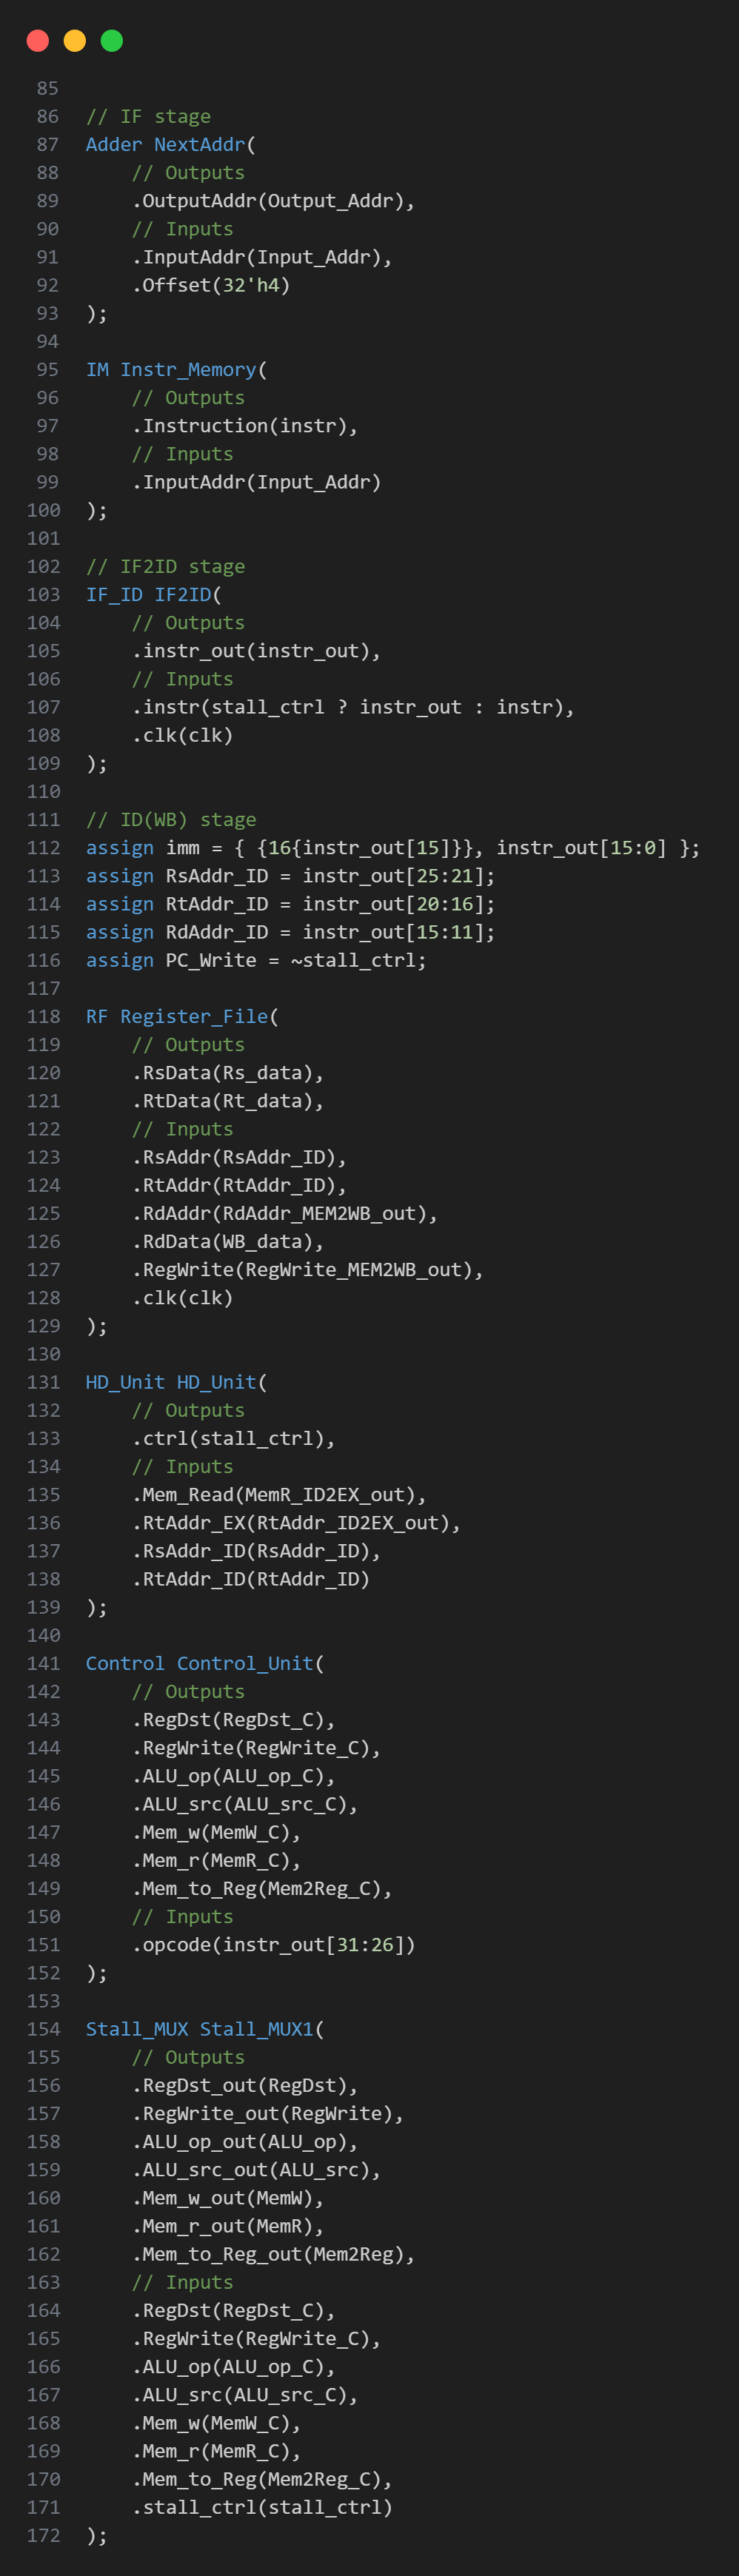 85
86 // IF stage
87 Adder NextAddr(
88     // Outputs
89     .OutputAddr(Output_Addr),
90     // Inputs
91     .InputAddr(Input_Addr),
92     .Offset(32'h4)
93 );
94
95 IM Instr_Memory(
96     // Outputs
97     .Instruction(instr),
98     // Inputs
99     .InputAddr(Input_Addr)
100 );
101
102 // IF2ID stage
103 IF_ID IF2ID(
104     // Outputs
105     .instr_out(instr_out),
106     // Inputs
107     .instr(stall_ctrl ? instr_out : instr),
108     .clk(clk)
109 );
110
111 // ID(WB) stage
112 assign imm = { {16{instr_out[15]}}, instr_out[15:0] };
113 assign RsAddr_ID = instr_out[25:21];
114 assign RtAddr_ID = instr_out[20:16];
115 assign RdAddr_ID = instr_out[15:11];
116 assign PC_Write = ~stall_ctrl;
117
118 RF Register_File(
119     // Outputs
120     .RsData(Rs_data),
121     .RtData(Rt_data),
122     // Inputs
123     .RsAddr(RsAddr_ID),
124     .RtAddr(RtAddr_ID),
125     .RdAddr(RdAddr_MEM2WB_out),
126     .RdData(WB_data),
127     .RegWrite(RegWrite_MEM2WB_out),
128     .clk(clk)
129 );
130
131 HD_Unit HD_Unit(
132     // Outputs
133     .ctrl(stall_ctrl),
134     // Inputs
135     .Mem_Read(MemR_ID2EX_out),
136     .RtAddr_EX(RtAddr_ID2EX_out),
137     .RsAddr_ID(RsAddr_ID),
138     .RtAddr_ID(RtAddr_ID)
139 );
140
141 Control Control_Unit(
142     // Outputs
143     .RegDst(RegDst_C),
144     .RegWrite(RegWrite_C),
145     .ALU_op(ALU_op_C),
146     .ALU_src(ALU_src_C),
147     .Mem_w(MemW_C),
148     .Mem_r(MemR_C),
149     .Mem_to_Reg(Mem2Reg_C),
150     // Inputs
151     .opcode(instr_out[31:26])
152 );
153
154 Stall_MUX Stall_MUX1(
155     // Outputs
156     .RegDst_out(RegDst),
157     .RegWrite_out(RegWrite),
158     .ALU_op_out(ALU_op),
159     .ALU_src_out(ALU_src),
160     .Mem_w_out(MemW),
161     .Mem_r_out(MemR),
162     .Mem_to_Reg_out(Mem2Reg),
163     // Inputs
164     .RegDst(RegDst_C),
165     .RegWrite(RegWrite_C),
166     .ALU_op(ALU_op_C),
167     .ALU_src(ALU_src_C),
168     .Mem_w(MemW_C),
169     .Mem_r(MemR_C),
170     .Mem_to_Reg(Mem2Reg_C),
171     .stall_ctrl(stall_ctrl)
172 );